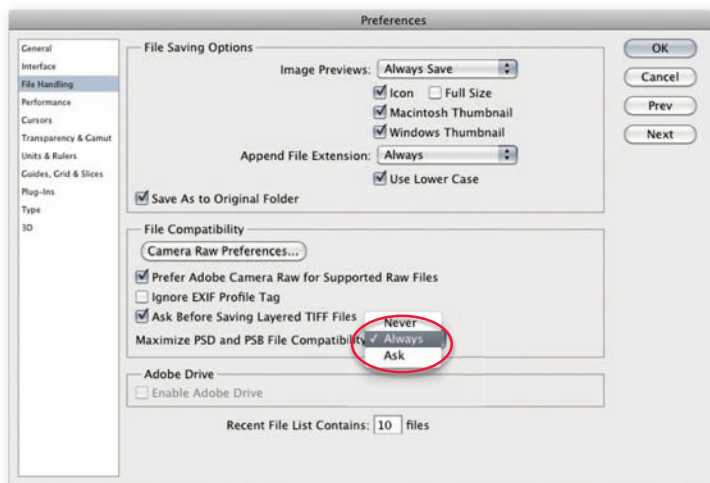 Preferences
General
Interface
File Handling
Performance
Cursors
Transparency & Gamut
Units & Rulers
Guides, Grid & Slices
Plug-Ins
Type
3D
File Saving Options
Image Previews: Always Save
Icon Full Size
Macintosh Thumbnail
Windows Thumbnail
Append File Extension: Always
Use Lower Case
Save As to Original Folder
File Compatibility
Camera Raw Preferences...
Prefer Adobe Camera Raw for Supported Raw Files
Ignore EXIF Profile Tag
Ask Before Saving Layered TIFF Files
Never
Maximize PSD and PSB File Compatibility ✓ Always
Ask
Adobe Drive
Enable Adobe Drive
Recent File List Contains: 10 files
OK
Cancel
Prev
Next